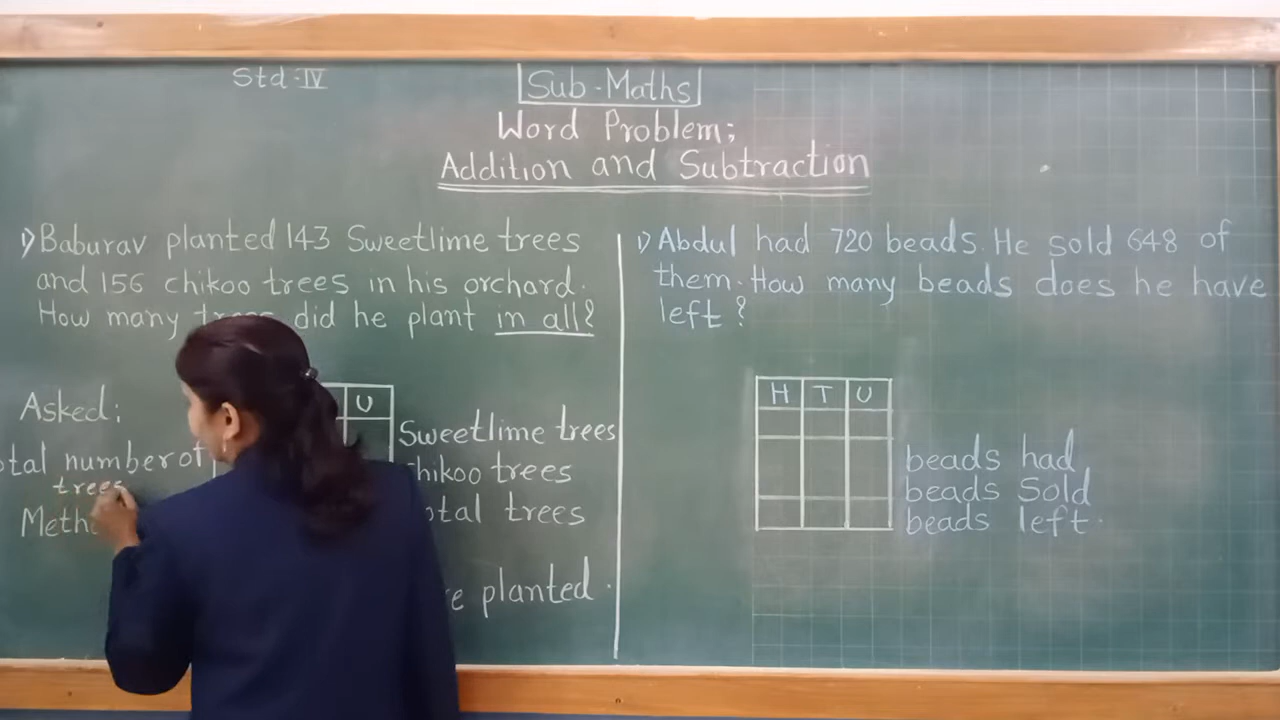 Std:-IV
Sub-Maths
Word Problem;
Addition and Subtraction
1) Baburav planted 143 Sweetlime trees
and 156 chikoo trees in his orchard.
How many did he plant in all?
Asked;
number of
trees
U
Sweetlime trees
trees
trees
planted.
1) Abdul had 720 beads. He sold 648 of
them. How many beads does he have
left?
H T U
beads had
beads Sold
beads left.